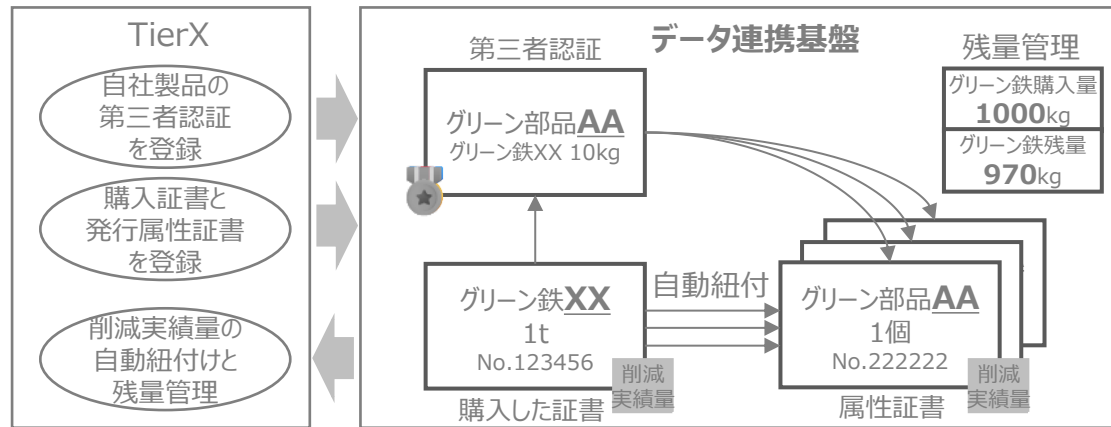 TierX
自社製品の
第三者認証
を登録
購入証書と
発行属性証書
を登録
削減実績量の
自動紐付けと
残量管理
データ連携基盤
第三者認証
グリーン部品AA
グリーン鉄XX 10kg
残量管理
グリーン鉄購入量
1000kg
グリーン鉄残量
970kg
グリーン鉄XX
1t
No.123456
削減
実績量
購入した証書
自動紐付
グリーン部品AA
1個
No.222222
削減
実績量
属性証書